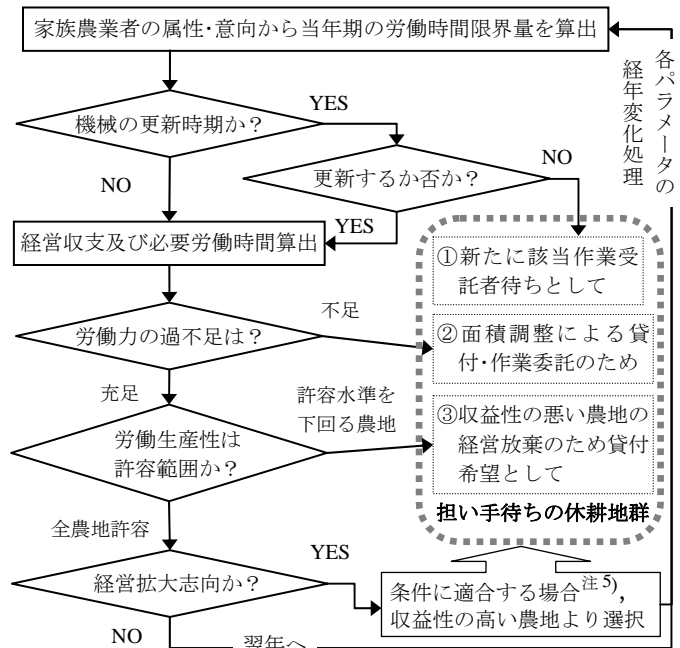 家族農業者の属性・意向から当年期の労働時間限界量を算出
各パラメータの
経年変化処理
機械の更新時期か？
YES
NO
更新するか否か？
NO
YES
経営収支及び必要労働時間算出
①新たに該当作業受
託者待ちとして
労働力の過不足は？
不足
②面積調整による貸
付・作業委託のため
充足
労働生産性は
許容範囲か？
許容水準を
下回る農地
③収益性の悪い農地の
経営放棄のため貸付
希望として
担い手待ちの休耕地群
全農地許容
経営拡大志向か？
YES
条件に適合する場合注5),
収益性の高い農地より選択
NO
翌年へ